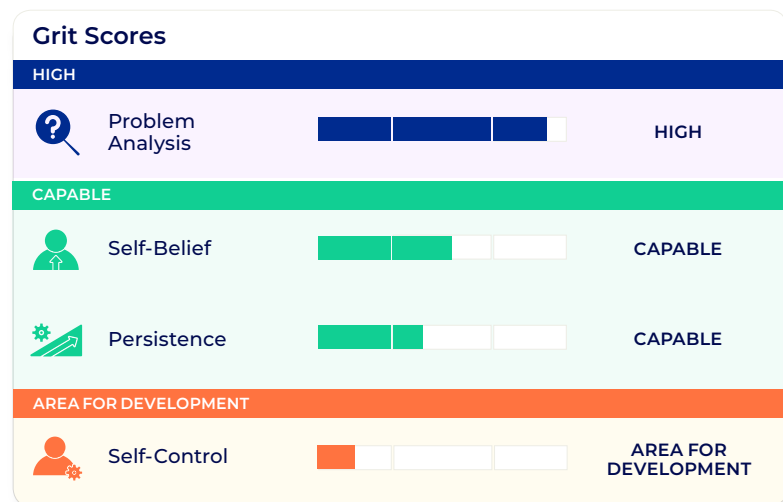 Grit Scores
HIGH
?
Problem
Analysis
HIGH
CAPABLE
Self-Belief
CAPABLE
Persistence
CAPABLE
AREA FOR DEVELOPMENT
Self-Control
AREA FOR
DEVELOPMENT